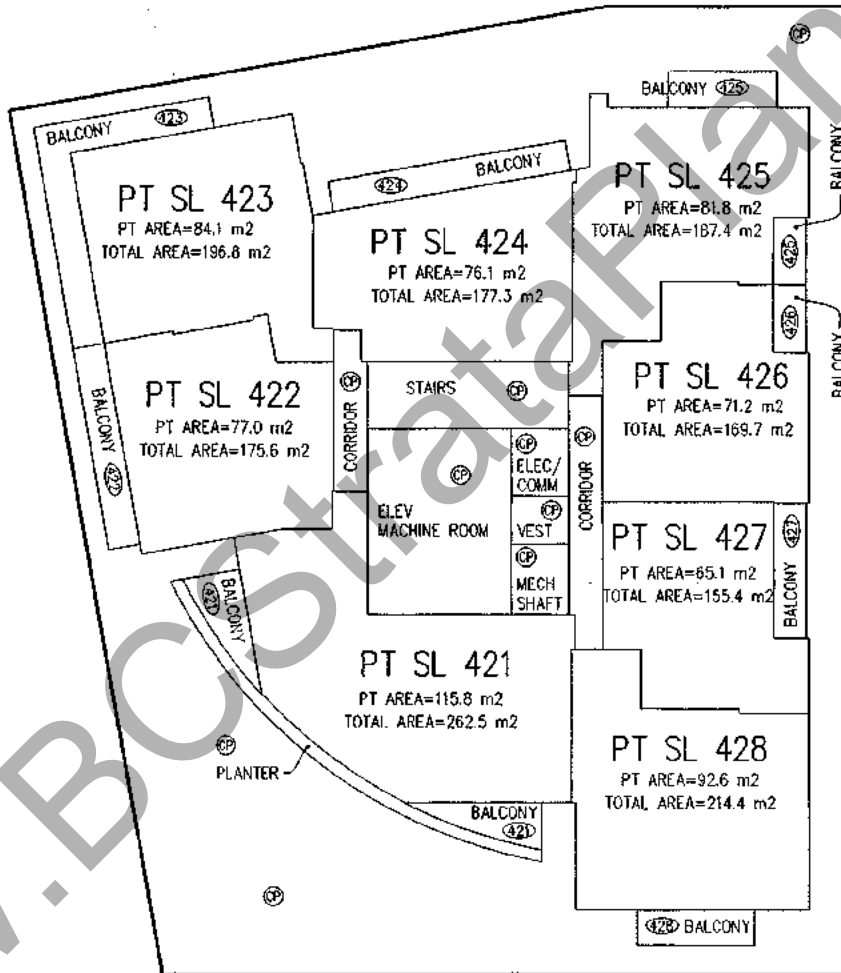 CP
BALCONY 425
BALCONY 423
BALCONY
424 BALCONY
PT SL 423
PT AREA=84.1 m2
TOTAL AREA=196.8 m2
PT SL 425
PT AREA=81.8 m2
TOTAL AREA=187.4 m2
425
PT SL 424
PT AREA=76.1 m2
TOTAL AREA=177.3 m2
426
BALCONY
PT SL 422
PT AREA=77.0 m2
TOTAL AREA=175.6 m2
BALCONY 422
CP
CORRIDOR
STAIRS CP
PT SL 426
PT AREA=71.2 m2
TOTAL AREA=169.7 m2
CP
ELEV
MACHINE ROOM
CP
ELEC/
COMM
CP
VEST
CP
MECH
SHAFT
CP
CORRIDOR
PT SL 427
PT AREA=65.1 m2
TOTAL AREA=155.4 m2
BALCONY 427
421
BALCONY
PT SL 421
PT AREA=115.8 m2
TOTAL AREA=262.5 m2
CP
PLANTER
PT SL 428
PT AREA=92.6 m2
TOTAL AREA=214.4 m2
BALCONY
421
CP
428 BALCONY
.BCStrataPlan